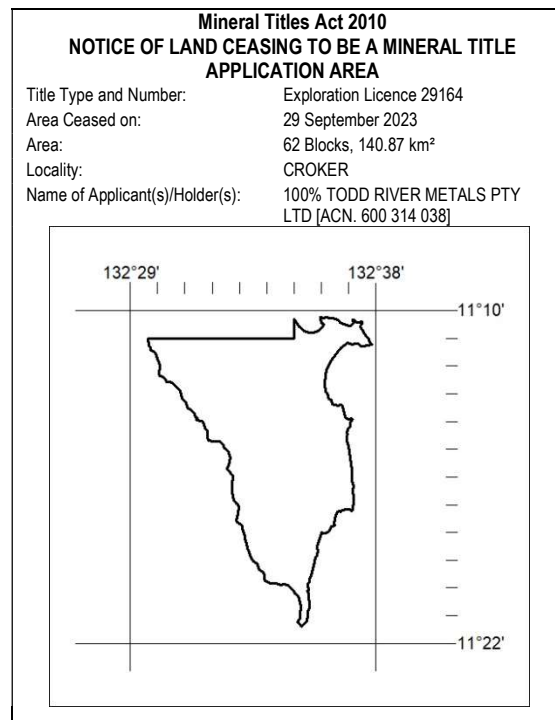 Mineral Titles Act 2010
NOTICE OF LAND CEASING TO BE A MINERAL TITLE
APPLICATION AREA
Title Type and Number: Exploration Licence 29164
Area Ceased on: 29 September 2023
Area: 62 Blocks, 140.87 km²
Locality: CROKER
Name of Applicant(s)/Holder(s): 100% TODD RIVER METALS PTY
LTD [ACN. 600 314 038]
132°29' 132°38'
11°10'
11°22'